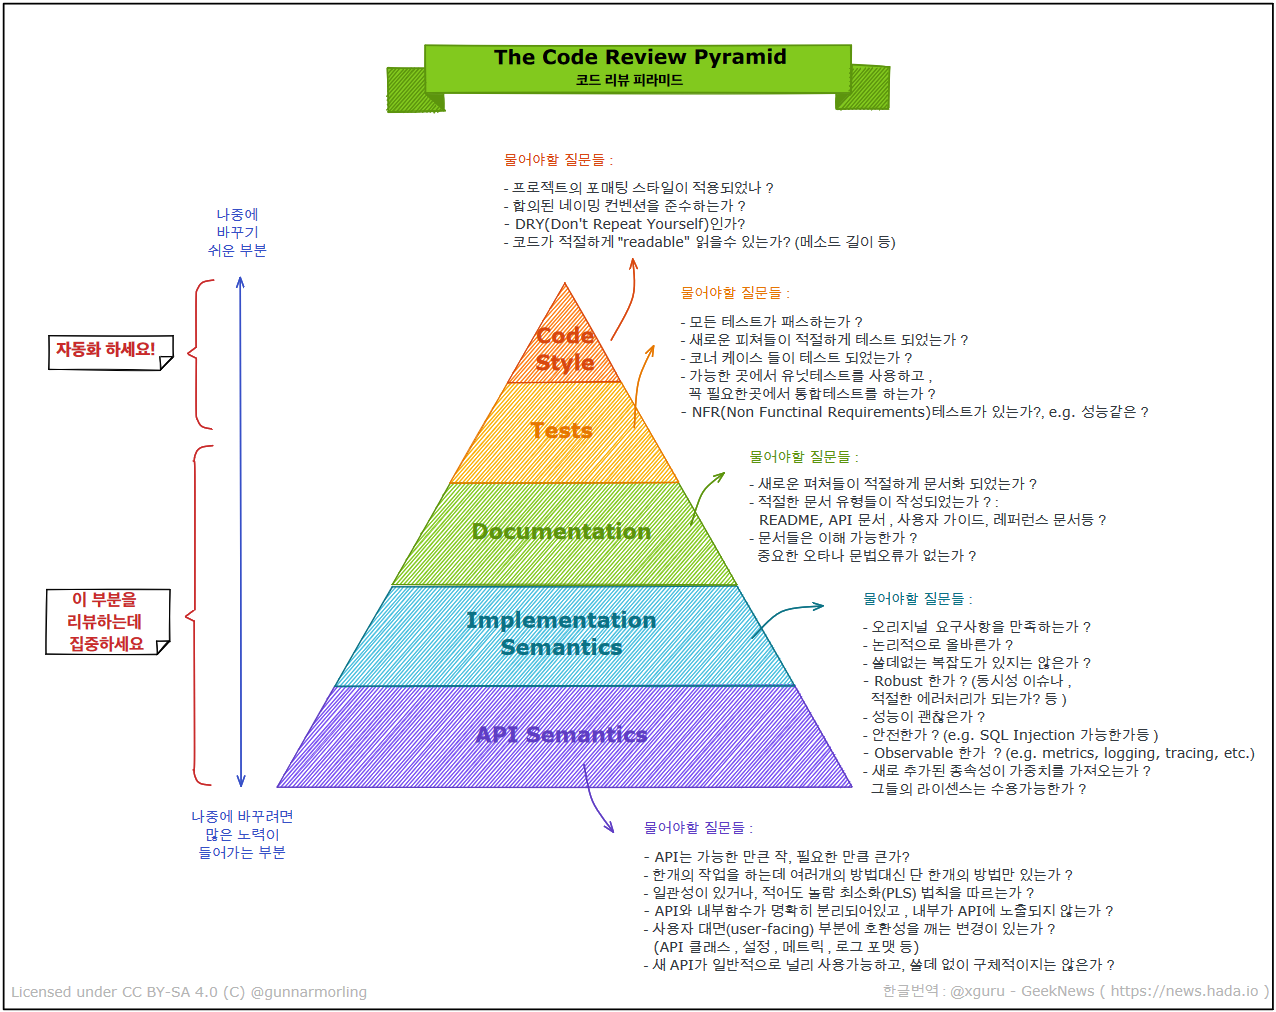 The Code Review Pyramid
코드 리뷰 피라미드
물어야할 질문들 :
- 프로젝트의 포매팅 스타일이 적용되었나 ?
- 합의된 네이밍 컨벤션을 준수하는가 ?
- DRY(Don't Repeat Yourself)인가?
- 코드가 적절하게 "readable" 읽을수 있는가? (메소드 길이 등)
나중에
바꾸기
쉬운 부분
자동화 하세요!
Code
Style
물어야할 질문들 :
- 모든 테스트가 패스하는가 ?
- 새로운 피쳐들이 적절하게 테스트 되었는가 ?
- 코너 케이스 들이 테스트 되었는가 ?
- 가능한 곳에서 유닛테스트를 사용하고 ,
꼭 필요한곳에서 통합테스트를 하는가 ?
- NFR(Non Functinal Requirements)테스트가 있는가?, e.g. 성능같은 ?
Tests
물어야할 질문들 :
- 새로운 펴쳐들이 적절하게 문서화 되었는가 ?
- 적절한 문서 유형들이 작성되었는가 ? :
README, API 문서 , 사용자 가이드, 레퍼런스 문서등 ?
- 문서들은 이해 가능한가 ?
중요한 오타나 문법오류가 없는가 ?
Documentation
이 부분을
리뷰하는데
집중하세요
Implementation
Semantics
물어야할 질문들 :
- 오리지널 요구사항을 만족하는가 ?
- 논리적으로 올바른가 ?
- 쓸데없는 복잡도가 있지는 않은가 ?
- Robust 한가 ? (동시성 이슈나 ,
적절한 에러처리가 되는가? 등 )
- 성능이 괜찮은가 ?
- 안전한가 ? (e.g. SQL Injection 가능한가등 )
- Observable 한가 ? (e.g. metrics, logging, tracing, etc.)
- 새로 추가된 종속성이 가중치를 가져오는가 ?
그들의 라이센스는 수용가능한가 ?
API Semantics
나중에 바꾸려면
많은 노력이
들어가는 부분
물어야할 질문들 :
- API는 가능한 만큰 작, 필요한 만큼 큰가?
- 한개의 작업을 하는데 여러개의 방법대신 단 한개의 방법만 있는가 ?
- 일관성이 있거나, 적어도 놀람 최소화(PLS) 법칙을 따르는가 ?
- API와 내부함수가 명확히 분리되어있고 , 내부가 API에 노출되지 않는가 ?
- 사용자 대면(user-facing) 부분에 호환성을 깨는 변경이 있는가 ?
(API 클래스 , 설정 , 메트릭 , 로그 포맷 등)
- 새 API가 일반적으로 널리 사용가능하고, 쓸데 없이 구체적이지는 않은가 ?
Licensed under CC BY-SA 4.0 (C) @gunnarmorling
한글번역 : @xguru - GeekNews ( https://news.hada.io )